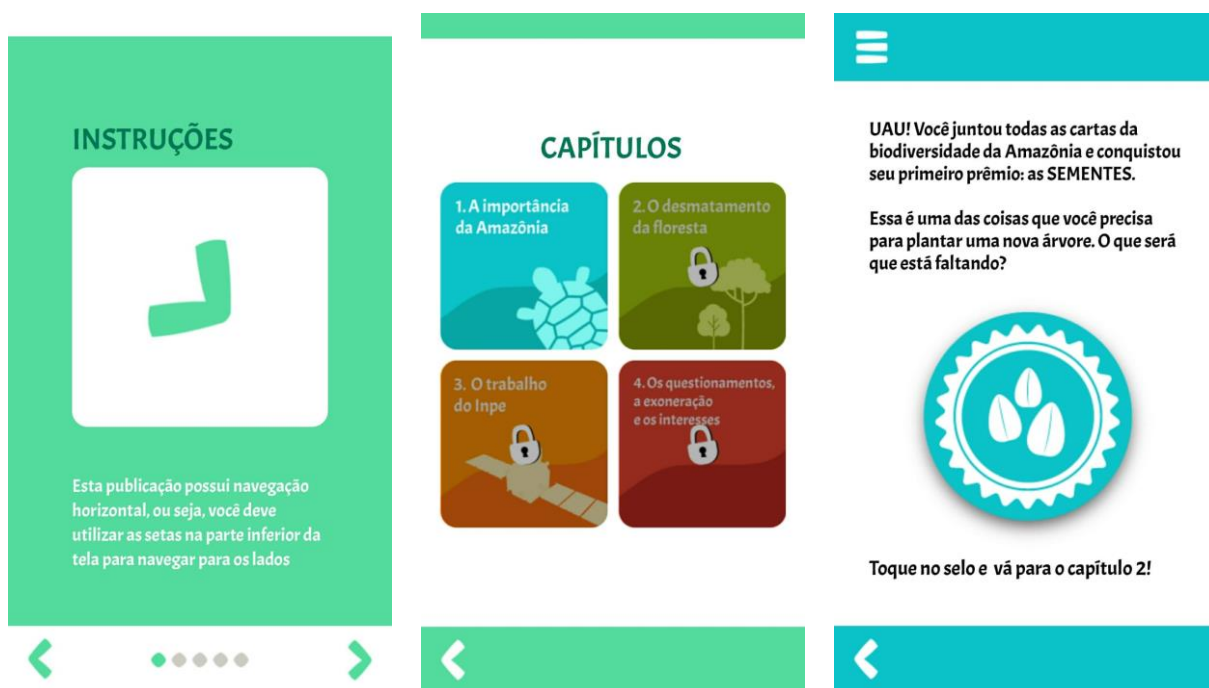 INSTRUÇÕES
Esta publicação possui navegação
horizontal, ou seja, você deve
utilizar as setas na parte inferior da
tela para navegar para os lados
CAPÍTULOS
1. A importância
da Amazônia
2. O desmatamento
da floresta
3. O trabalho
do Inpe
4. Os questionamentos,
a exoneração
e os interesses
UAU! Você juntou todas as cartas da
biodiversidade da Amazônia e conquistou
seu primeiro prêmio: as SEMENTES.
Essa é uma das coisas que você precisa
para plantar uma nova árvore. O que será
que está faltando?
Toque no selo e vá para o capítulo 2!